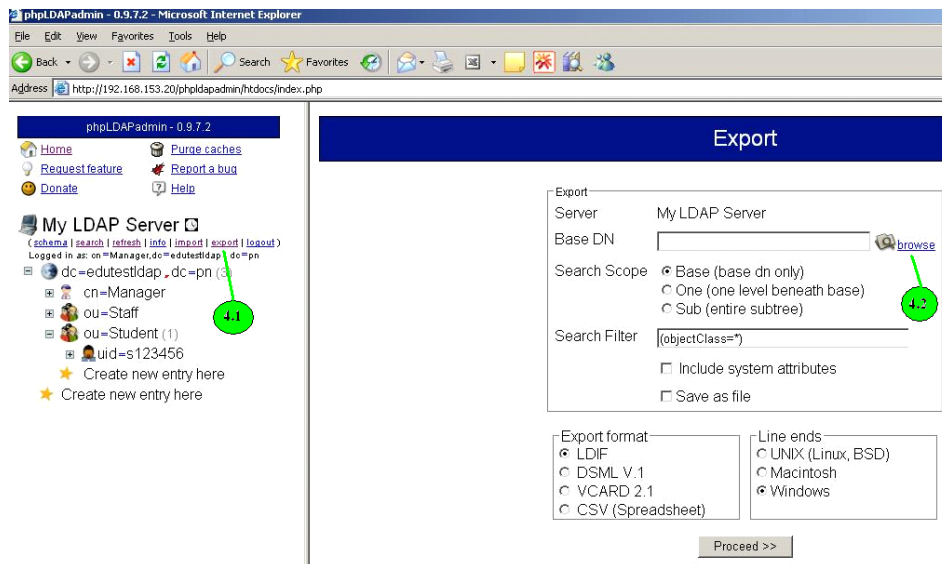 phpLDAPadmin - 0.9.7.2 - Microsoft Internet Explorer
File Edit View Favorites Tools Help
Back Search Favorites
Address http://192.168.153.20/phpldapadmin/htdocs/index.php
phpLDAPadmin - 0.9.7.2
Home Purge caches
Request feature Report a bug
Donate Help
My LDAP Server
( schema | search | refresh | info | import | export | logout )
Logged in as: cn=Manager,dc=edutestldap,dc=pn
dc=edutestldap,dc=pn (3)
cn=Manager
ou=Staff
4.1
ou=Student (1)
uid=s123456
Create new entry here
Create new entry here
Export
Export
Server My LDAP Server
Base DN browse
Search Scope Base (base dn only)
One (one level beneath base)
4.2
Sub (entire subtree)
Search Filter (objectClass=*)
Include system attributes
Save as file
Export format
LDIF
DSML V.1
VCARD 2.1
CSV (Spreadsheet)
Line ends
UNIX (Linux, BSD)
Macintosh
Windows
Proceed >>